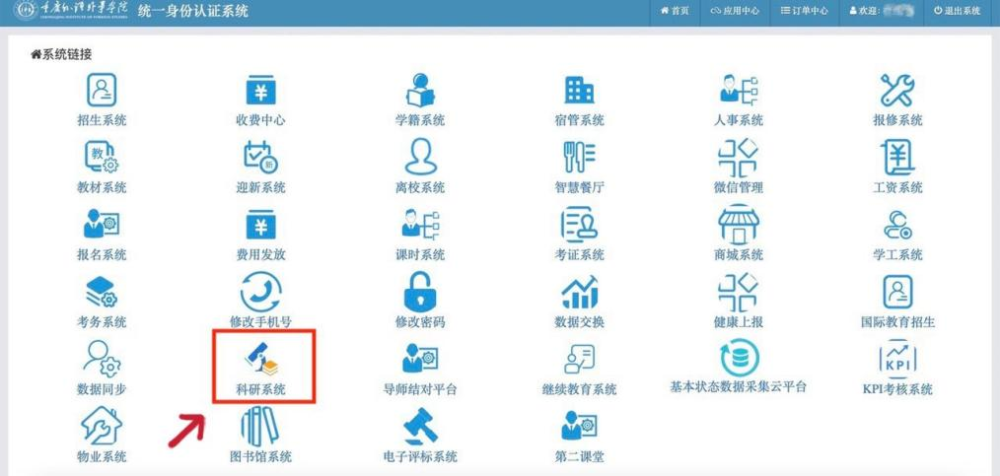 重庆外语外事学院
CHONGQING INSTITUTE OF FOREIGN STUDIES
统一身份认证系统
首页
应用中心
订单中心
欢迎:
退出系统
系统链接
招生系统
收费中心
学籍系统
宿管系统
人事系统
报修系统
教
新
教材系统
迎新系统
离校系统
智慧餐厅
微信管理
工资系统
报名系统
费用发放
课时系统
考证系统
商城系统
学工系统
考务系统
修改手机号
修改密码
数据交换
健康上报
国际教育招生
KPI
数据同步
科研系统
导师结对平台
继续教育系统
基本状态数据采集云平台
KPI考核系统
物业系统
图书馆系统
电子评标系统
第二课堂